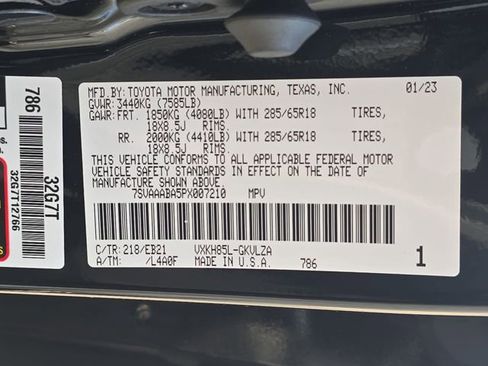 MFD.BY: TOYOTA MOTOR MANUFACTURING, TEXAS, INC. 01/23
GVWR: 3440KG (7585LB)
GAWR: FRT. 1850KG (4080LB) WITH 285/65R18 TIRES,
18X8.5J RIMS.
RR. 2000KG (4410LB) WITH 285/65R18 TIRES,
18X8.5J RIMS.
THIS VEHICLE CONFORMS TO ALL APPLICABLE FEDERAL MOTOR
VEHICLE SAFETY STANDARDS IN EFFECT ON THE DATE OF
MANUFACTURE SHOWN ABOVE.
7SVAAABA5PX007210 MPV
C/TR: 218/EB21 VXKH85L-GKVLZA
A/TM: /L4A0F MADE IN U.S.A. 786 1
786
32G7T
32G7T12766